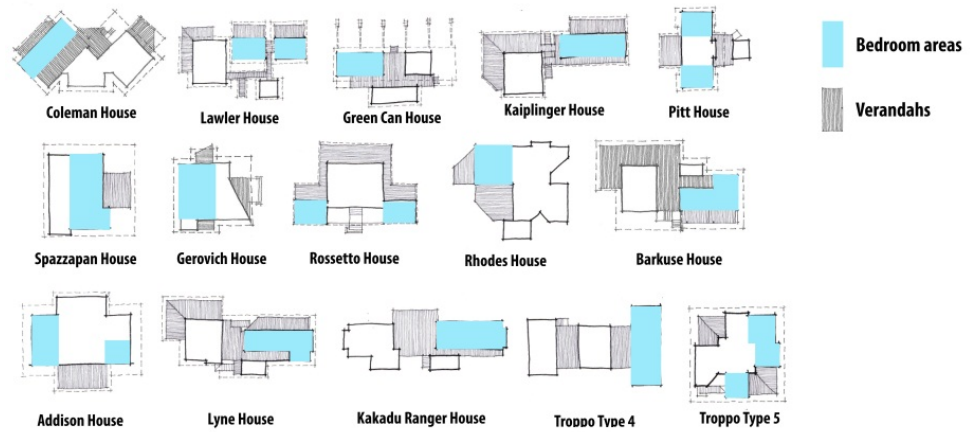 Coleman House
Lawler House
Green Can House
Kaiplinger House
Pitt House
Bedroom areas
Verandahs
Spazzapan House
Gerovich House
Rossetto House
Rhodes House
Barkuse House
Addison House
Lyne House
Kakadu Ranger House
Troppo Type 4
Troppo Type 5